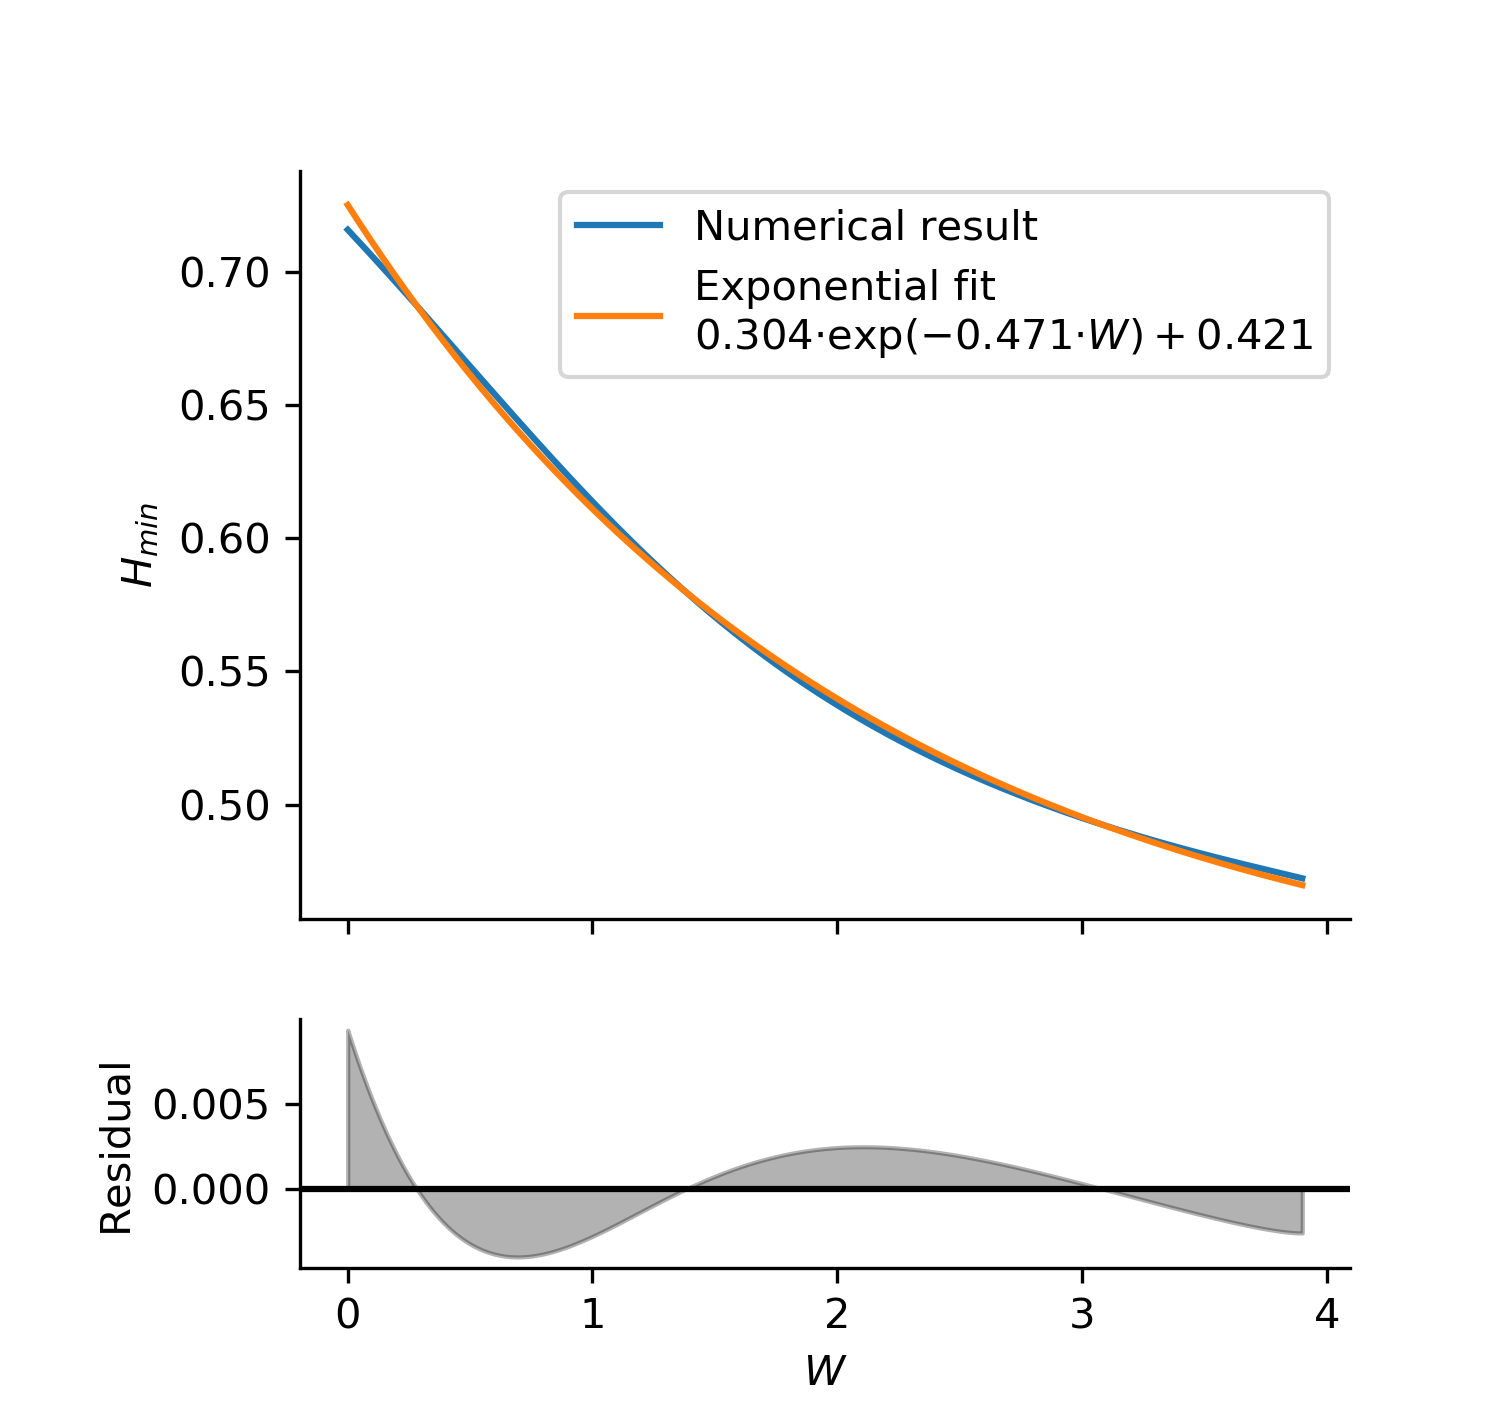 Numerical result
Exponential fit
0.304·exp(−0.471·W) + 0.421
0.70
0.65
0.60
0.55
0.50
H_min
0.005
0.000
Residual
0 1 2 3 4
W